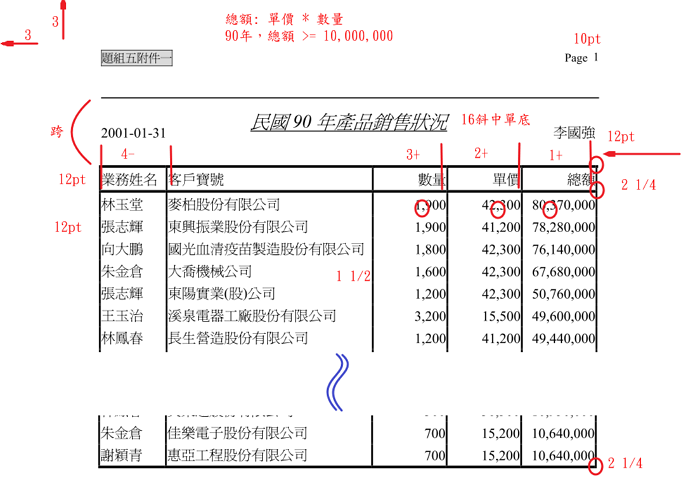 總額: 單價 * 數量
3
90年，總額 >= 10,000,000
3
10pt
題組五附件一
Page 1
跨
民國 90 年產品銷售狀況
16斜中單底
2001-01-31
李國強
12pt
4-
3+
2+
1+
12pt
業務姓名 客戶寶號 數量 單價 總額
2 1/4
林玉堂 麥柏股份有限公司 1,900 42,300 80,370,000
12pt
張志輝 東興振業股份有限公司 1,900 41,200 78,280,000
向大鵬 國光血清疫苗製造股份有限公司 1,800 42,300 76,140,000
朱金倉 大喬機械公司 1,600 42,300 67,680,000
1 1/2
張志輝 東陽實業(股)公司 1,200 42,300 50,760,000
王玉治 溪泉電器工廠股份有限公司 3,200 15,500 49,600,000
林鳳春 長生營造股份有限公司 1,200 41,200 49,440,000
朱金倉 佳樂電子股份有限公司 700 15,200 10,640,000
謝穎青 惠亞工程股份有限公司 700 15,200 10,640,000
2 1/4